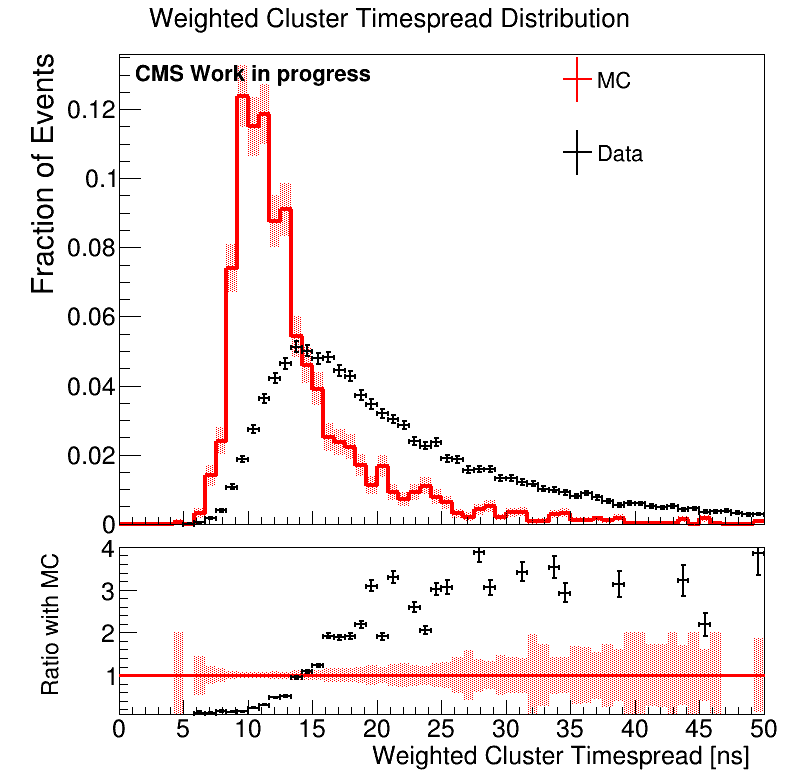 Weighted Cluster Timespread Distribution
CMS Work in progress
MC
Data
Fraction of Events
0.12
0.1
0.08
0.06
0.04
0.02
0
Ratio with MC
4
3
2
1
0 5 10 15 20 25 30 35 40 45 50
Weighted Cluster Timespread [ns]